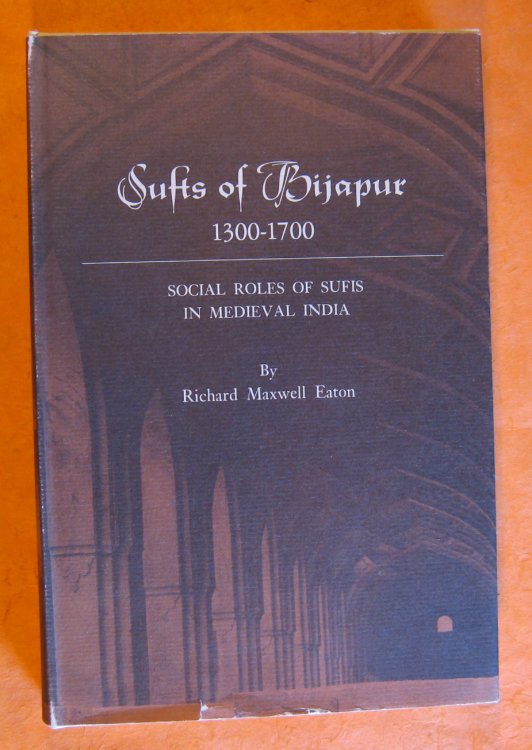 Sufis of Bijapur
1300-1700
SOCIAL ROLES OF SUFIS
IN MEDIEVAL INDIA
By
Richard Maxwell Eaton